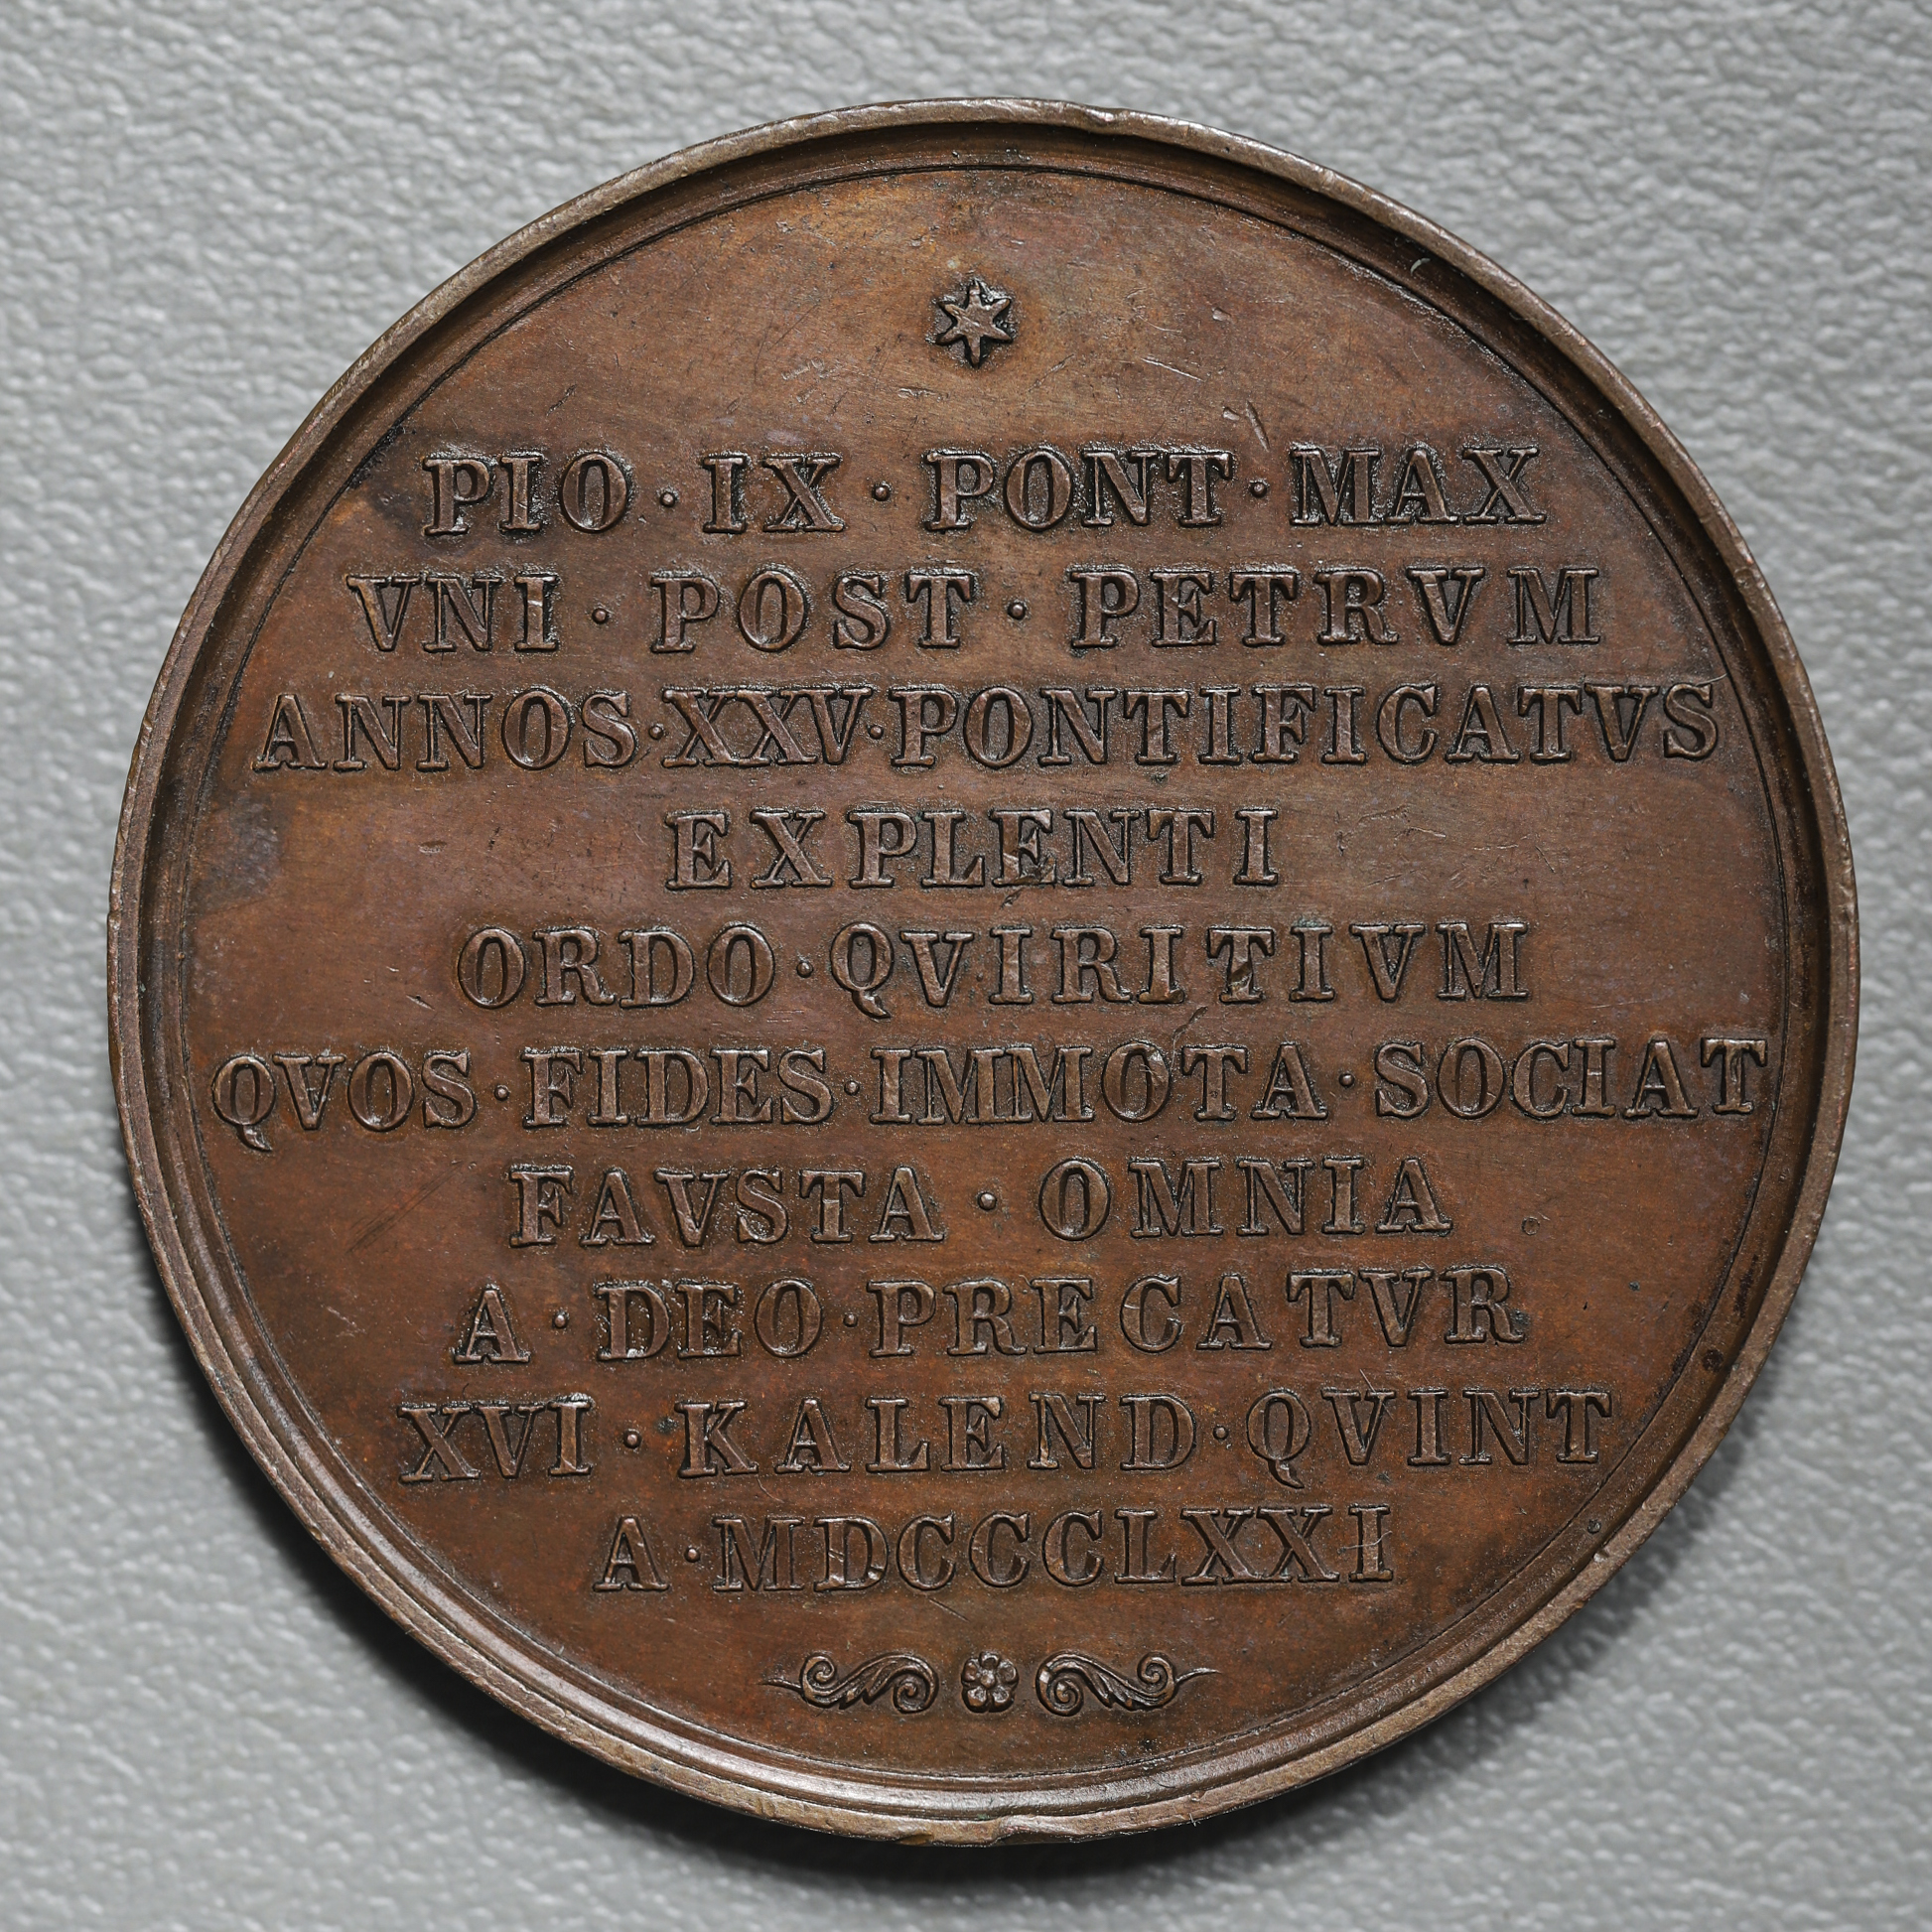 PIO · IX · PONT · MAX
VNI · POST · PETRVM
ANNOS · XXV · PONTIFICATVS
EXPLENTI
ORDO · QVIRITIVM
QVOS · FIDES · IMMOTA · SOCIAT
FAVSTA · OMNIA
A · DEO · PRECATVR
XVI · KALEND · QVINT
A · MDCCCLXXI